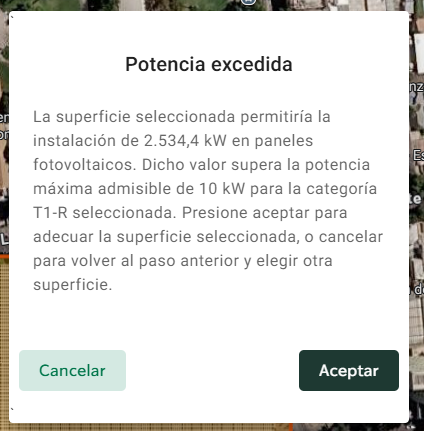 Potencia excedida
La superficie seleccionada permitiría la
instalación de 2.534,4 kW en paneles
fotovoltaicos. Dicho valor supera la potencia
máxima admisible de 10 kW para la categoría
T1-R seleccionada. Presione aceptar para
adecuar la superficie seleccionada, o cancelar
para volver al paso anterior y elegir otra
superficie.
Cancelar
Aceptar